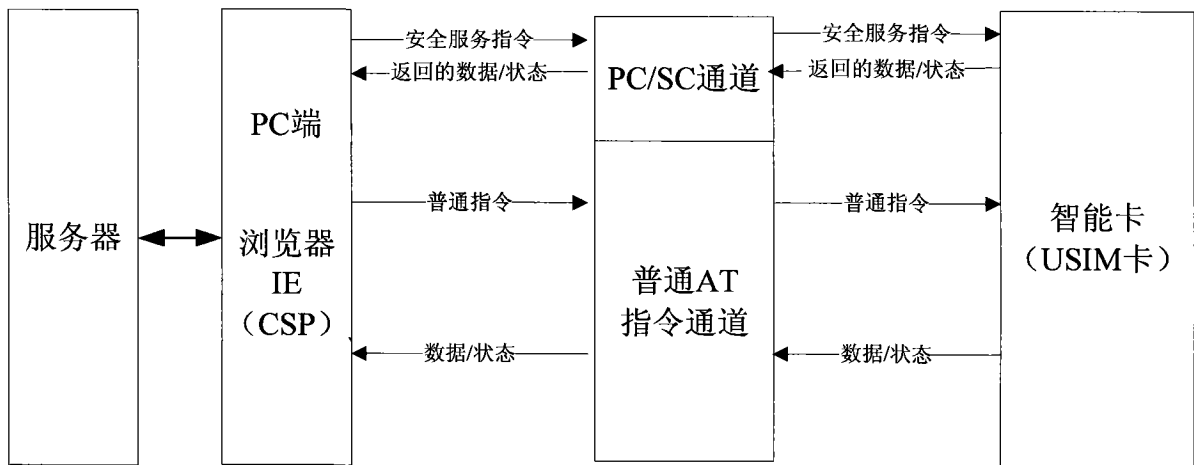 服务器
PC端
浏览器
IE
（CSP）
安全服务指令
返回的数据/状态
普通指令
数据/状态
PC/SC通道
普通AT
指令通道
安全服务指令
返回的数据/状态
普通指令
数据/状态
智能卡
（USIM卡）